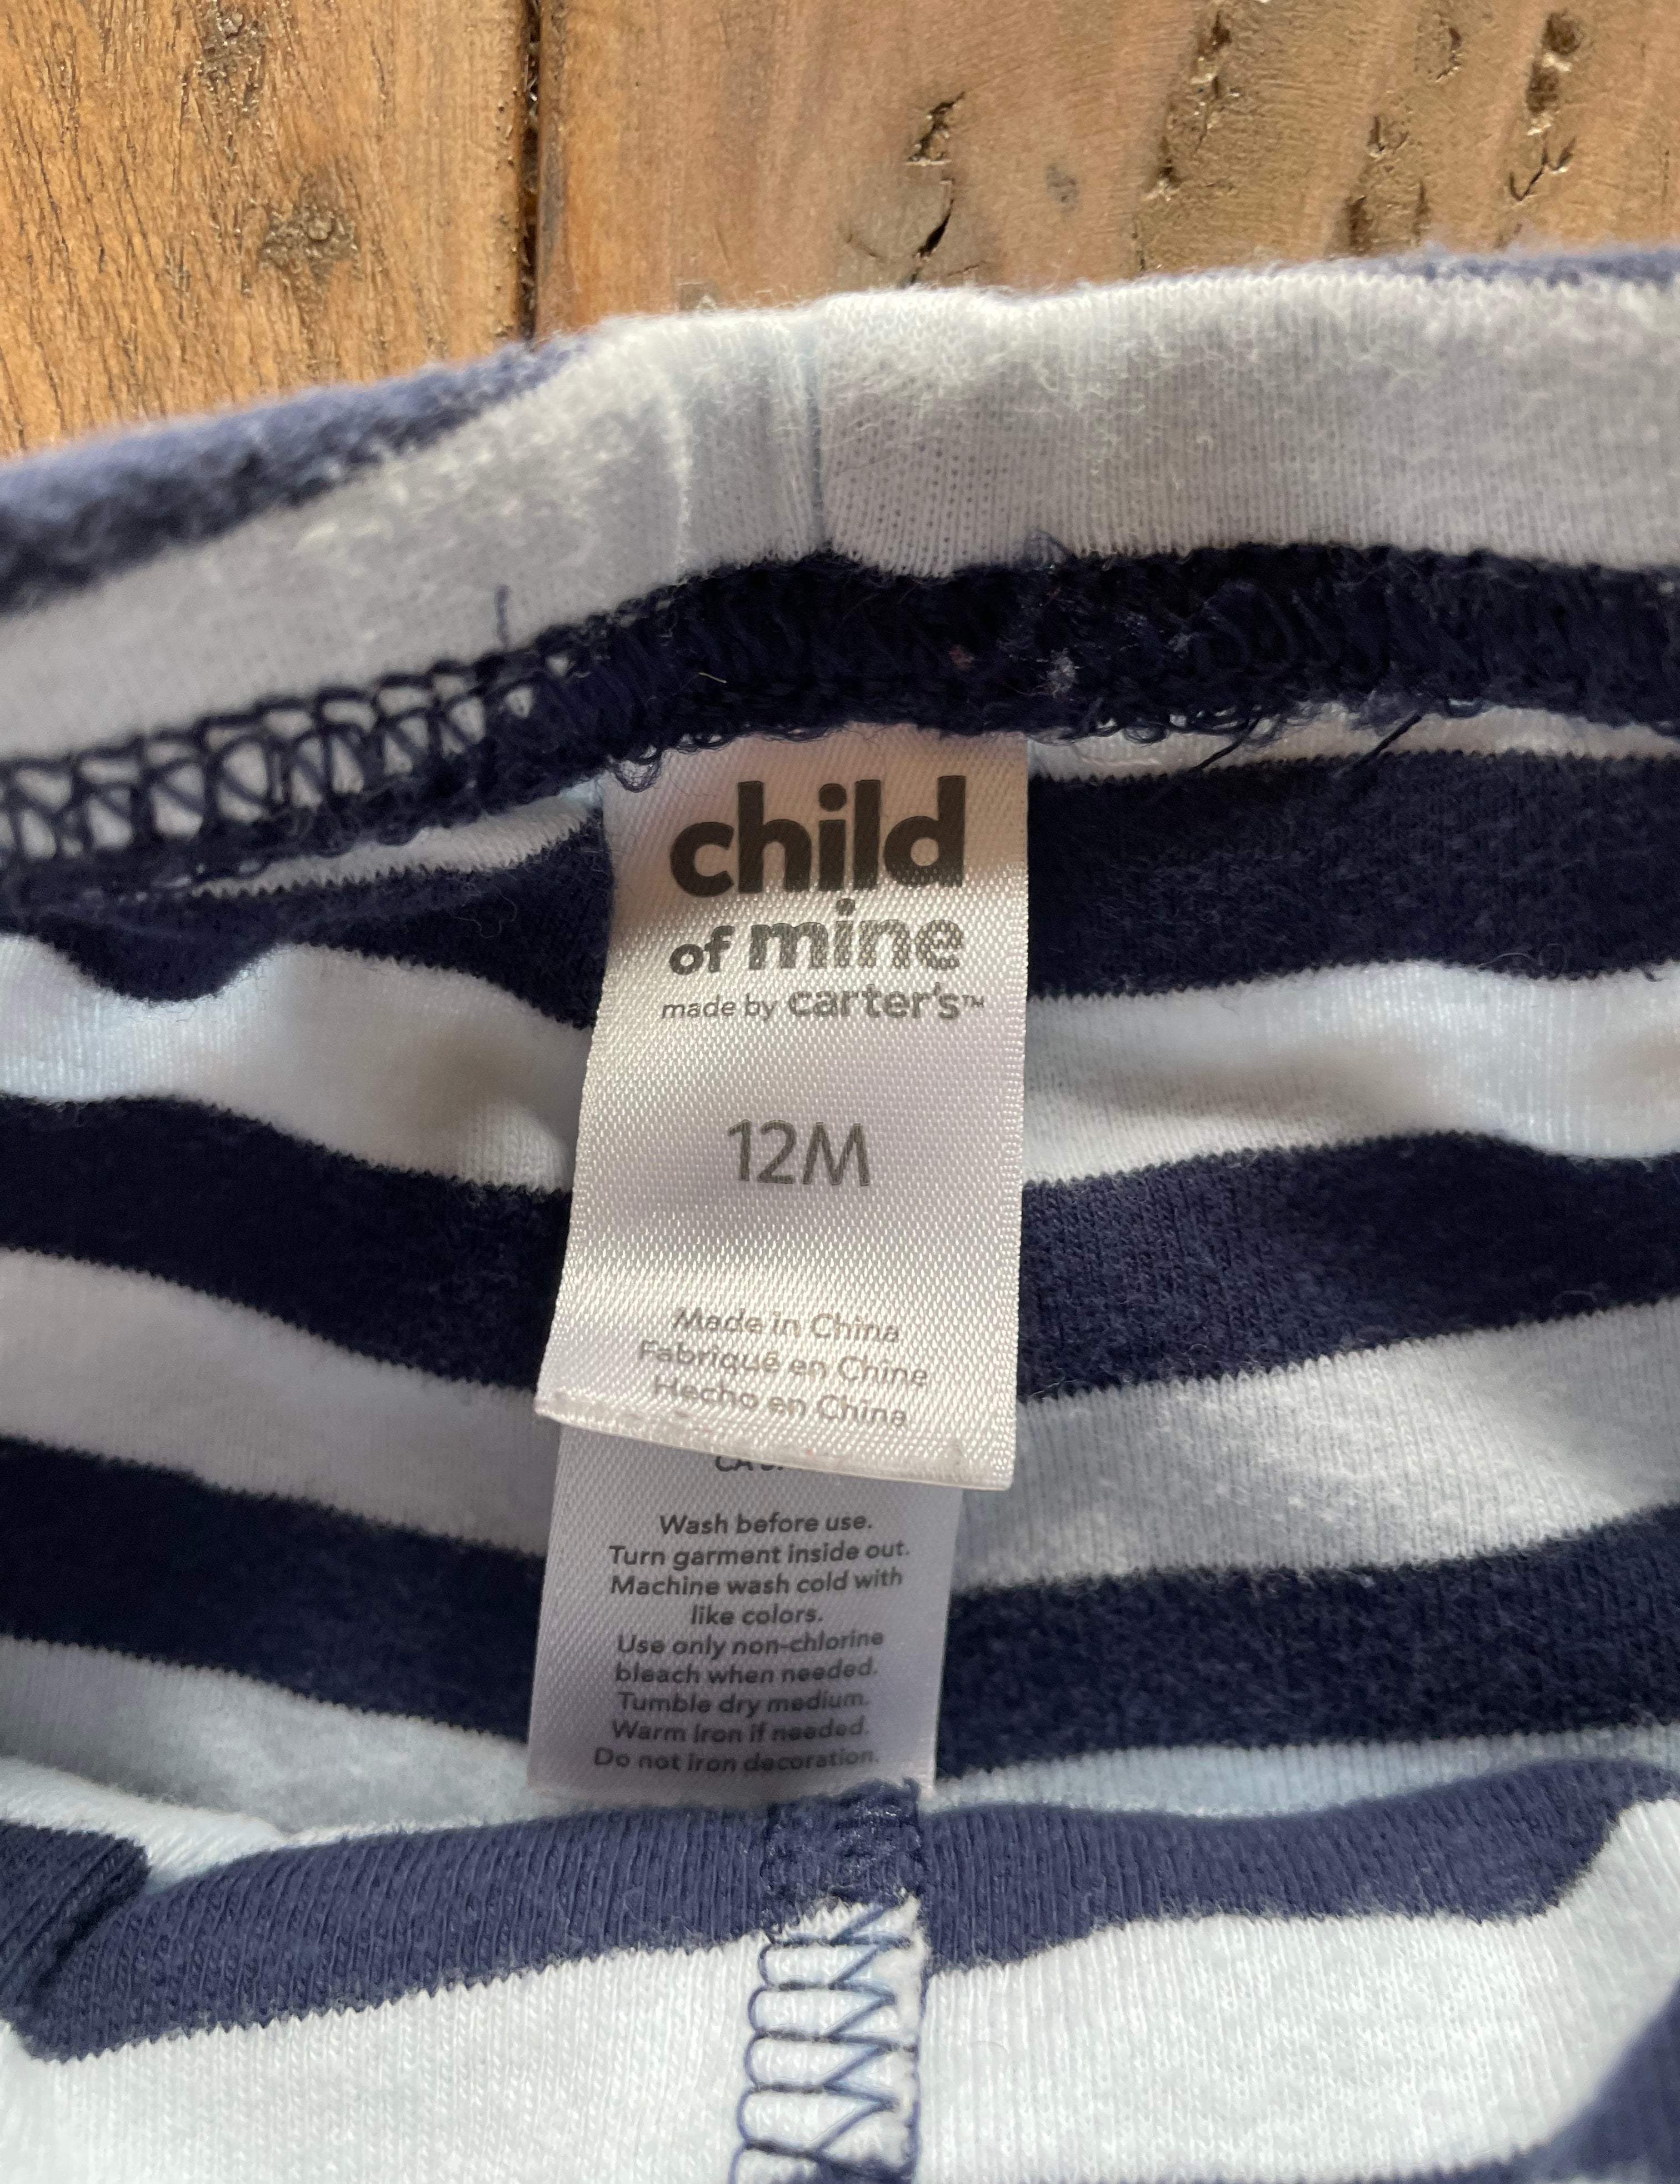 child
of mine
made by carter's™
12M
Made in China
Fabriqué en Chine
Hecho en China
Wash before use.
Turn garment inside out.
Machine wash cold with
like colors.
Use only non-chlorine
bleach when needed.
Tumble dry medium.
Warm Iron if needed.
Do not iron decoration.